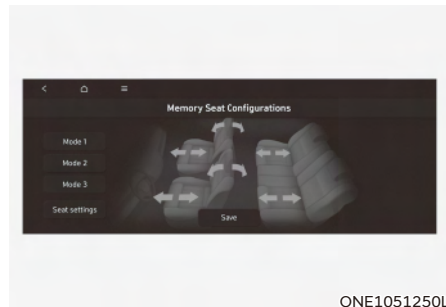 Memory Seat Configurations
Mode 1
Mode 2
Mode 3
Seat settings
Save
ONE1051250L